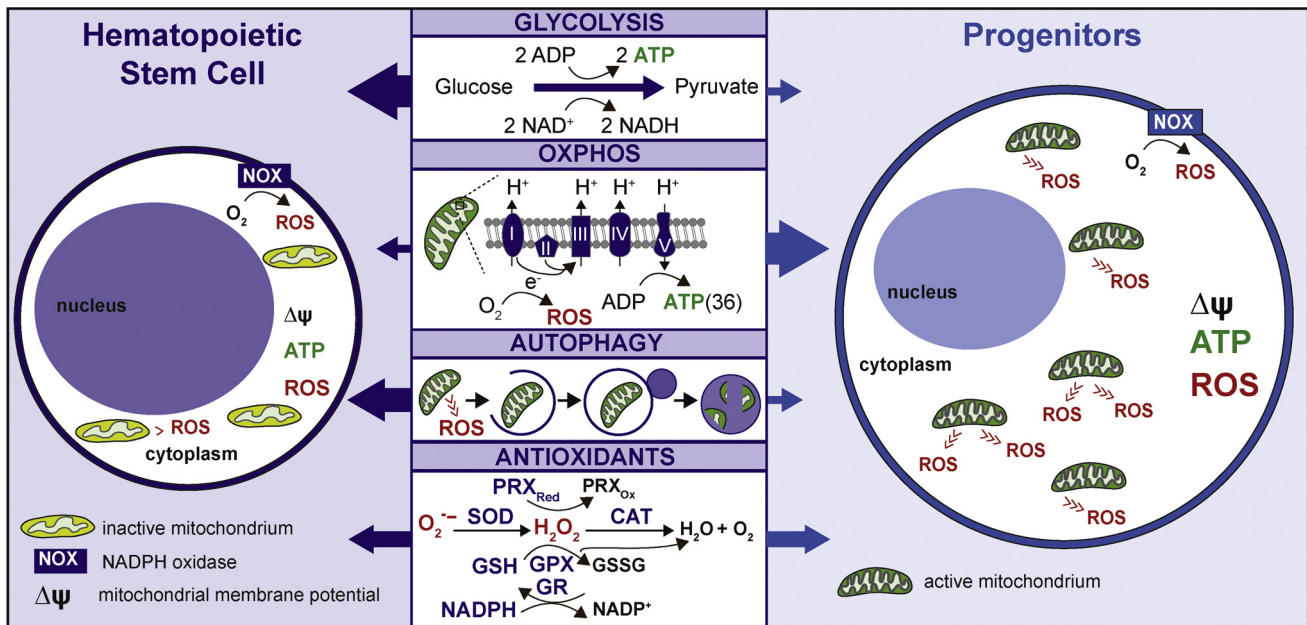 Hematopoietic
Stem Cell
NOX
O2
ROS
nucleus
Δψ
ATP
ROS
> ROS
cytoplasm
inactive mitochondrium
NOX NADPH oxidase
Δψ mitochondrial membrane potential
GLYCOLYSIS
2 ADP 2 ATP
Glucose Pyruvate
2 NAD+ 2 NADH
OXPHOS
H+ H+ H+ H+
I II III IV V
e-
O2 ROS ADP ATP(36)
AUTOPHAGY
ROS
ANTIOXIDANTS
PRXRed PRXOx
O2•− SOD H2O2 CAT H2O + O2
GSH GPX GSSG
GR
NADPH NADP+
Progenitors
NOX
O2 ROS
ROS
ROS
nucleus
cytoplasm
Δψ
ATP
ROS
ROS ROS
ROS ROS
ROS
active mitochondrium